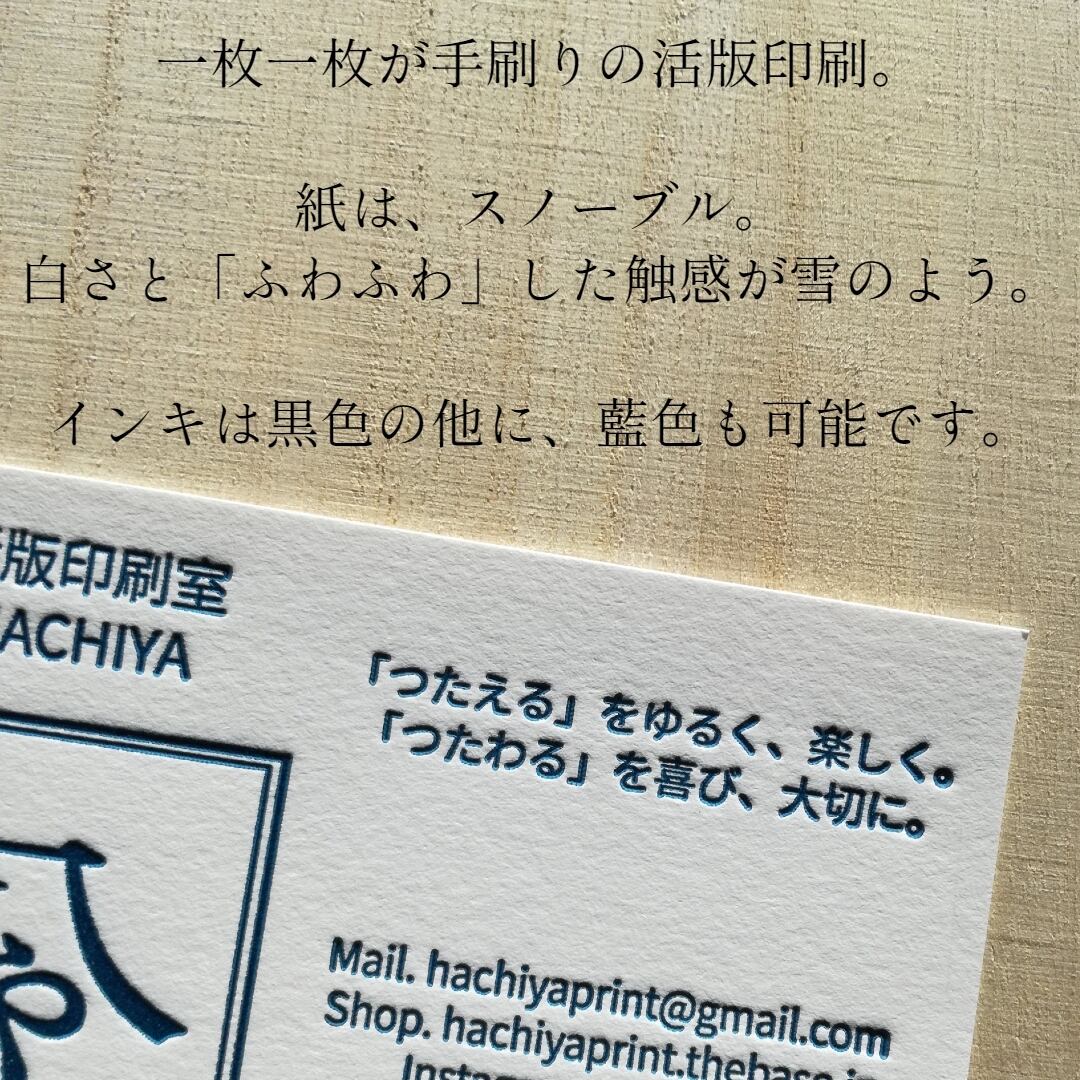 一枚一枚が手刷りの活版印刷。
紙は、スノーブル。
白さと「ふわふわ」した触感が雪のよう。
インキは黒色の他に、藍色も可能です。
版印刷室
ACHIYA
「つたえる」をゆるく、楽しく。
「つたわる」を喜び、大切に。
Mail. hachiyaprint@gmail.com
Shop. hachiyaprint.thebase.in